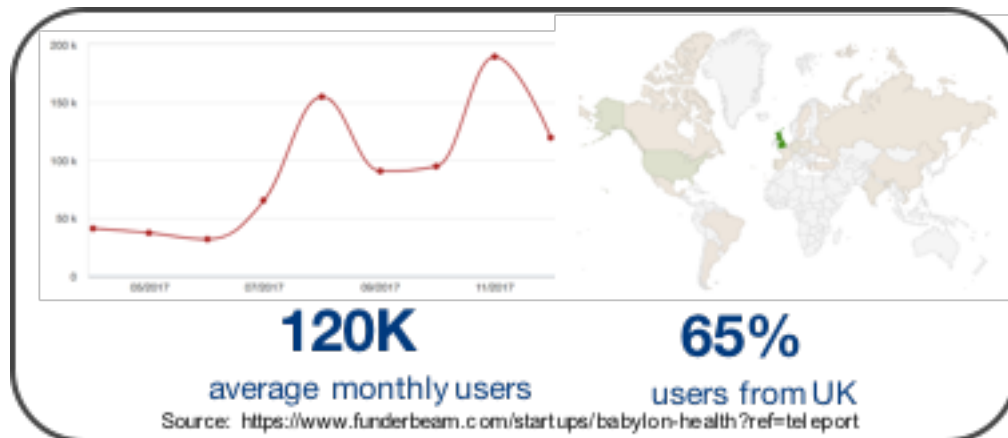 200 k
150 k
100 k
50 k
0
05/2017
07/2017
09/2017
11/2017
120K
average monthly users
65%
users from UK
Source: https://www.funderbeam.com/startups/babylon-health?ref=teleport